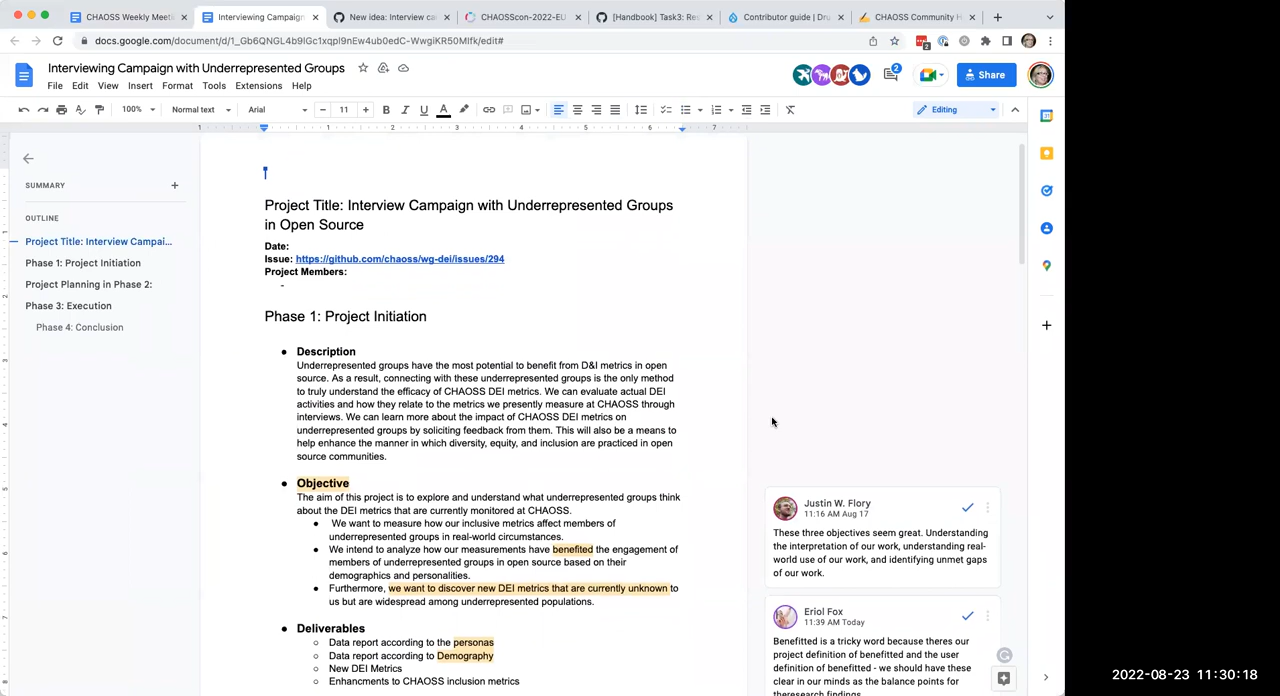 CHAOSS Weekly Meeti
Interviewing Campaign
New idea: Interview ca
CHAOSScon-2022-EU
[Handbook] Task3: Re
Contributor guide | Dru
CHAOSS Community H
docs.google.com/document/d/1_Gb6QNGL4b9lGc1xqpl9nEw4ub0edC-WwgiKR50MIfk/edit#
Interviewing Campaign with Underrepresented Groups
File Edit View Insert Format Tools Extensions Help
2
Share
100% Normal text Arial 11 Editing
SUMMARY
OUTLINE
Project Title: Interview Campai...
Phase 1: Project Initiation
Project Planning in Phase 2:
Phase 3: Execution
Phase 4: Conclusion
Project Title: Interview Campaign with Underrepresented Groups
in Open Source
Date:
Issue: https://github.com/chaoss/wg-dei/issues/294
Project Members:
-
Phase 1: Project Initiation
● Description
Underrepresented groups have the most potential to benefit from D&I metrics in open
source. As a result, connecting with these underrepresented groups is the only method
to truly understand the efficacy of CHAOSS DEI metrics. We can evaluate actual DEI
activities and how they relate to the metrics we presently measure at CHAOSS through
interviews. We can learn more about the impact of CHAOSS DEI metrics on
underrepresented groups by soliciting feedback from them. This will also be a means to
help enhance the manner in which diversity, equity, and inclusion are practiced in open
source communities.
● Objective
The aim of this project is to explore and understand what underrepresented groups think
about the DEI metrics that are currently monitored at CHAOSS.
● We want to measure how our inclusive metrics affect members of
underrepresented groups in real-world circumstances.
● We intend to analyze how our measurements have benefited the engagement of
members of underrepresented groups in open source based on their
demographics and personalities.
● Furthermore, we want to discover new DEI metrics that are currently unknown to
us but are widespread among underrepresented populations.
● Deliverables
○ Data report according to the personas
○ Data report according to Demography
○ New DEI Metrics
○ Enhancments to CHAOSS inclusion metrics
Justin W. Flory
11:16 AM Aug 17
These three objectives seem great. Understanding
the interpretation of our work, understanding real-
world use of our work, and identifying unmet gaps
of our work.
Eriol Fox
11:39 AM Today
Benefitted is a tricky word because theres our
project definition of benefitted and the user
definition of benefitted - we should have these
clear in our minds as the balance points for
theresearch findings
2022-08-23 11:30:18